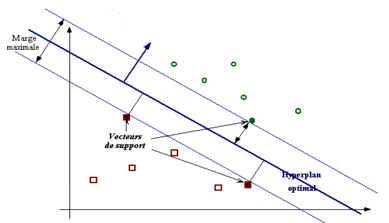 Marge
maximale
Vecteurs
de support
Hyperplan
optimal